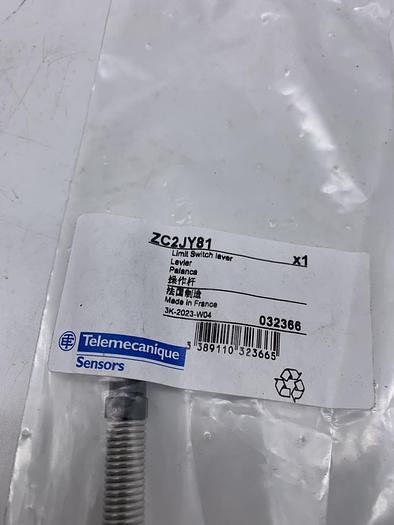 ZC2JY81
Limit Switch lever x1
Levier
Palanca
操作杆
法国制造
Made in France
3K-2023-W04 032366
3 389110 323665
Telemecanique
Sensors